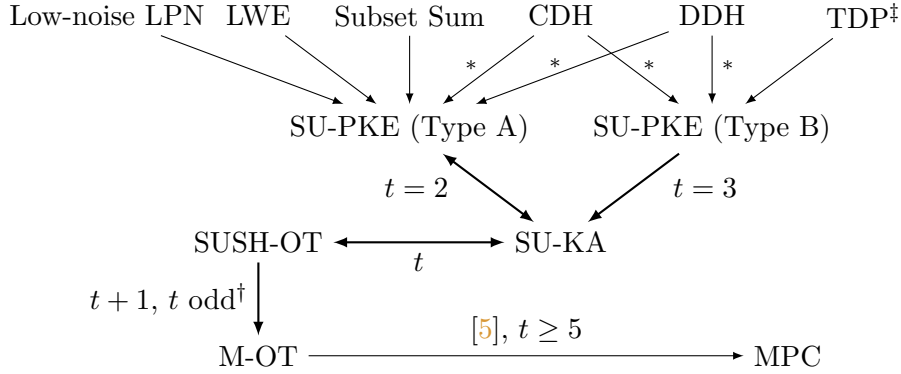 Low-noise LPN LWE Subset Sum CDH DDH TDP‡
* * * *
SU-PKE (Type A) SU-PKE (Type B)
t = 2 t = 3
SUSH-OT SU-KA
t
t + 1, t odd†
[5], t ≥ 5
M-OT MPC